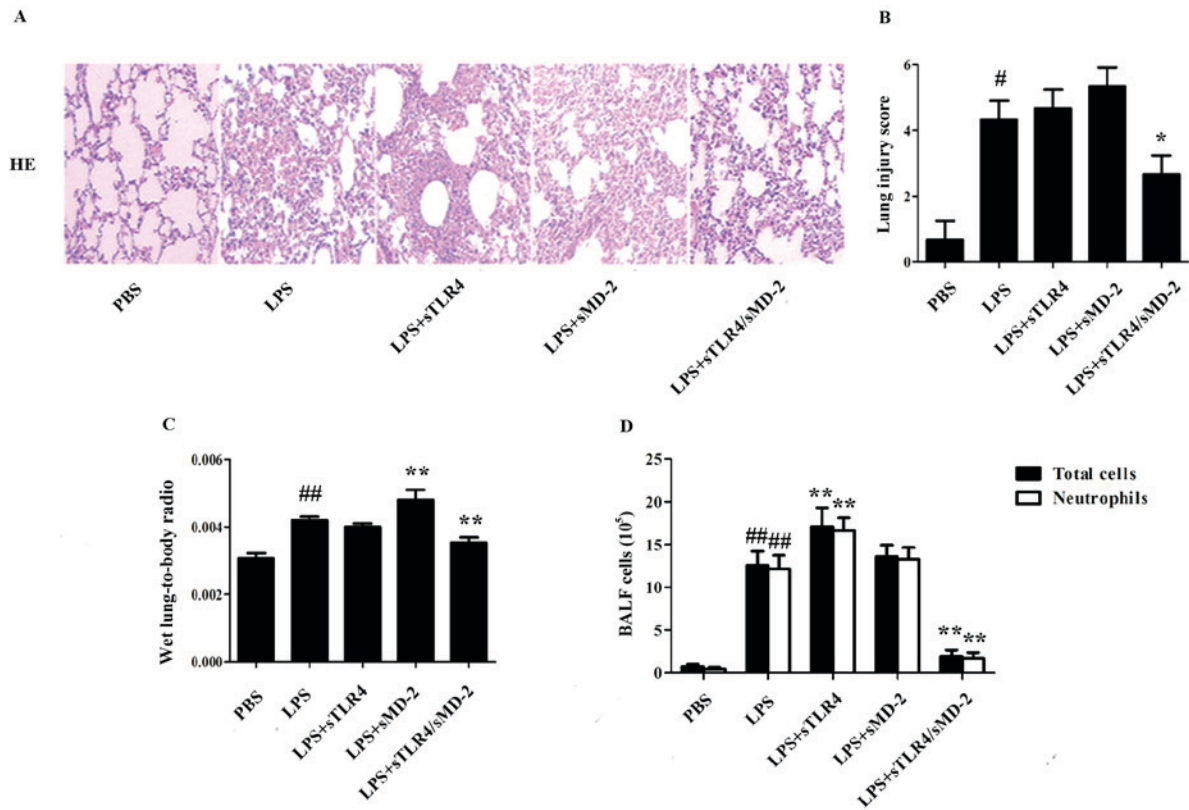 A
HE
PBS
LPS
LPS+sTLR4
LPS+sMD-2
LPS+sTLR4/sMD-2
B
Lung injury score
6
4
2
0
#
*
PBS
LPS
LPS+sTLR4
LPS+sMD-2
LPS+sTLR4/sMD-2
C
Wet lung-to-body radio
0.006
0.004
0.002
0.000
##
**
**
PBS
LPS
LPS+sTLR4
LPS+sMD-2
LPS+sTLR4/sMD-2
D
BALF cells (10⁵)
25
20
15
10
5
0
## ##
** **
** **
PBS
LPS
LPS+sTLR4
LPS+sMD-2
LPS+sTLR4/sMD-2
Total cells
Neutrophils